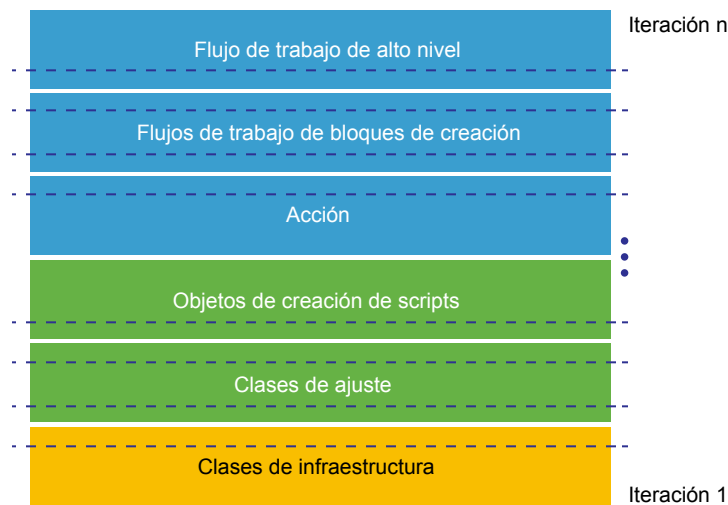 Iteración n
Flujo de trabajo de alto nivel
Flujos de trabajo de bloques de creación
Acción
Objetos de creación de scripts
Clases de ajuste
Clases de infraestructura
Iteración 1